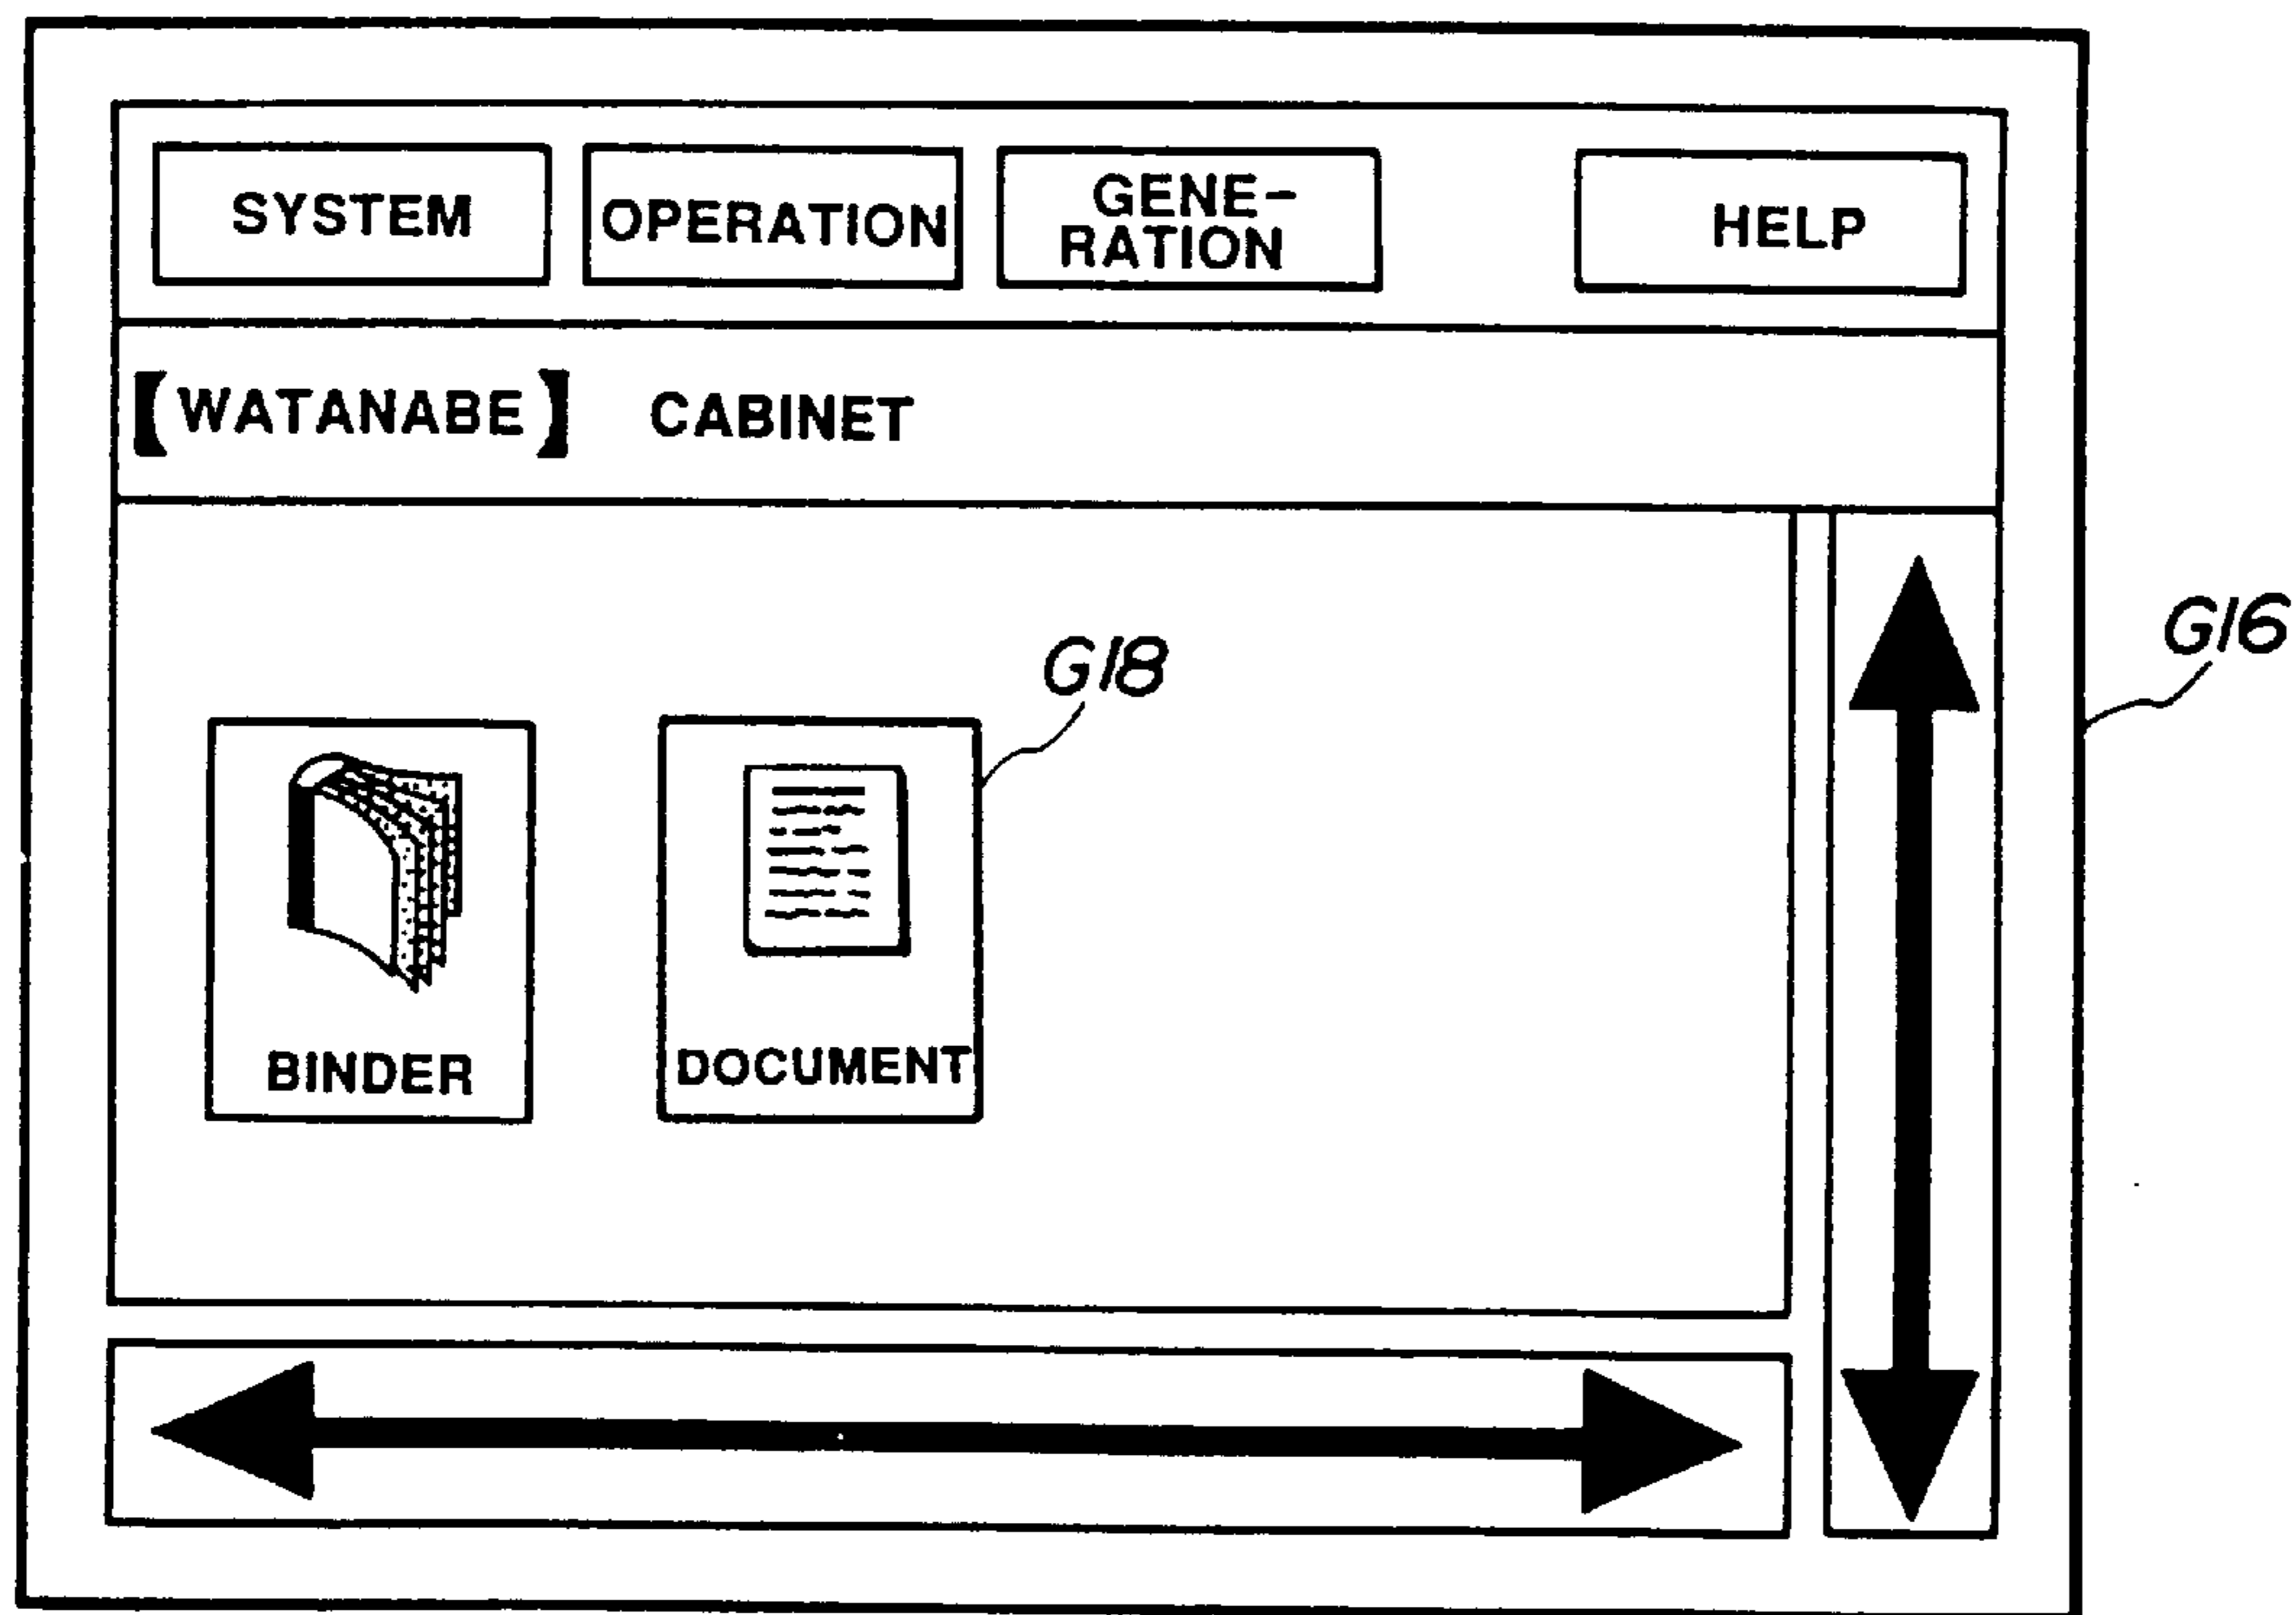 SYSTEM
OPERATION
GENE-
RATION
HELP
【WATANABE】 CABINET
G18
G16
BINDER
DOCUMENT